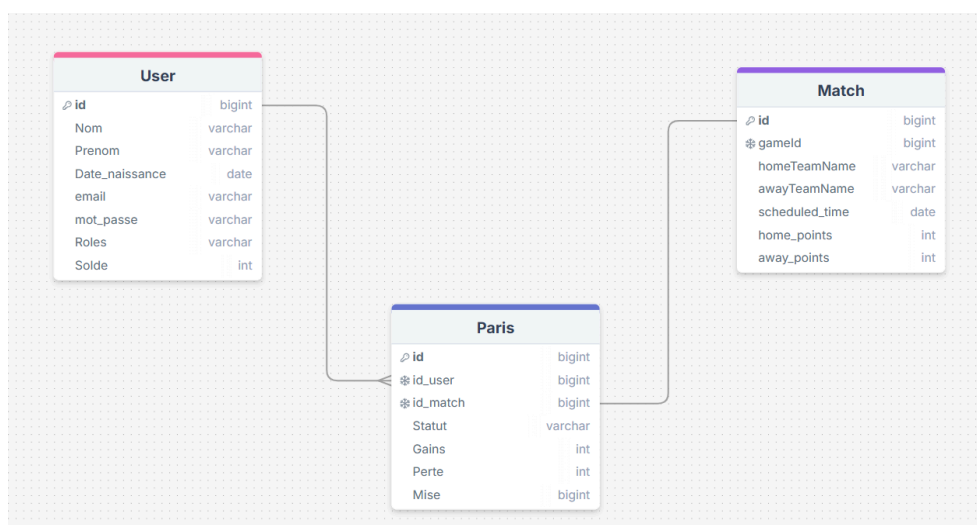 User
id bigint
Nom varchar
Prenom varchar
Date_naissance date
email varchar
mot_passe varchar
Roles varchar
Solde int
Match
id bigint
gameId bigint
homeTeamName varchar
awayTeamName varchar
scheduled_time date
home_points int
away_points int
Paris
id bigint
id_user bigint
id_match bigint
Statut varchar
Gains int
Perte int
Mise bigint